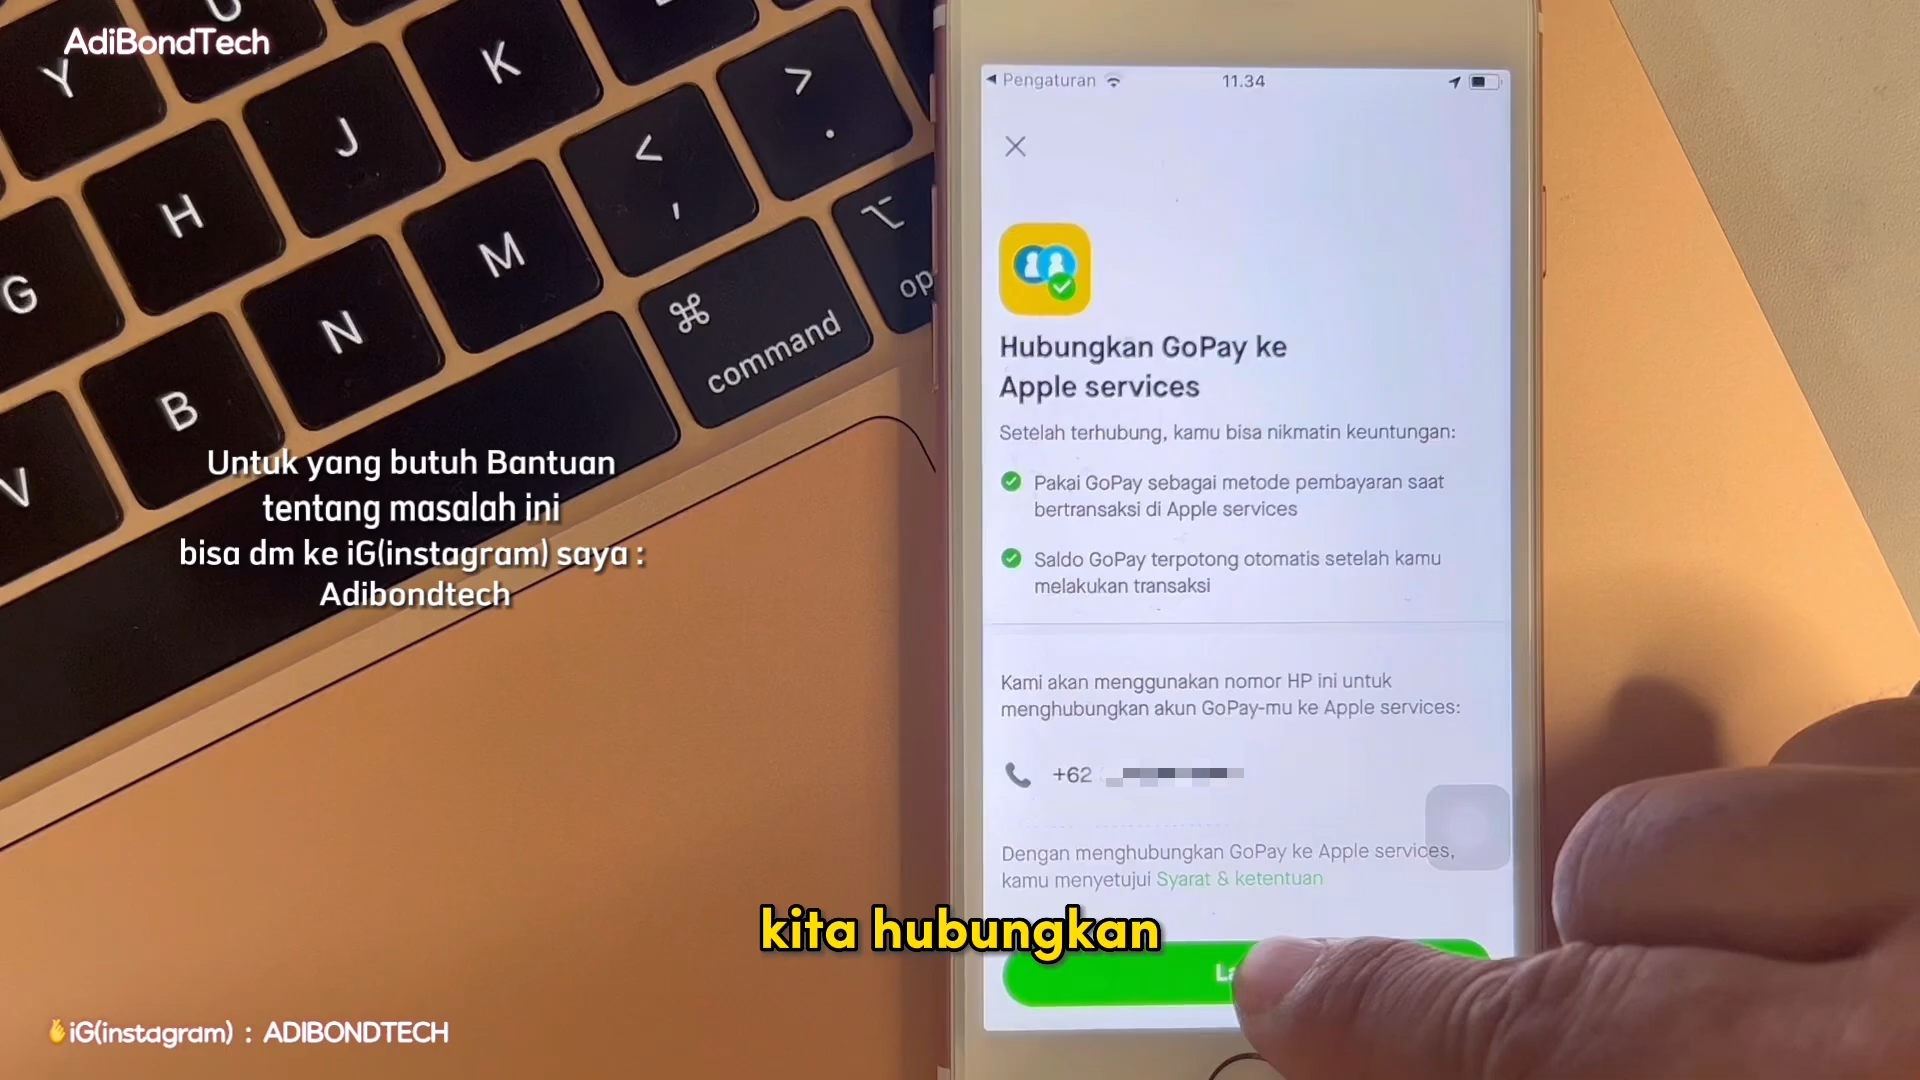 AdiBondTech
Y
U
K
>
.
J
<
,
H
M
⌥
G
N
⌘
command
B
V
Untuk yang butuh Bantuan
tentang masalah ini
bisa dm ke iG(instagram) saya :
Adibondtech
Pengaturan
11.34
Hubungkan GoPay ke
Apple services
Setelah terhubung, kamu bisa nikmatin keuntungan:
Pakai GoPay sebagai metode pembayaran saat
bertransaksi di Apple services
Saldo GoPay terpotong otomatis setelah kamu
melakukan transaksi
Kami akan menggunakan nomor HP ini untuk
menghubungkan akun GoPay-mu ke Apple services:
+62
Dengan menghubungkan GoPay ke Apple services,
kamu menyetujui Syarat & ketentuan
kita hubungkan
iG(instagram) : ADIBONDTECH